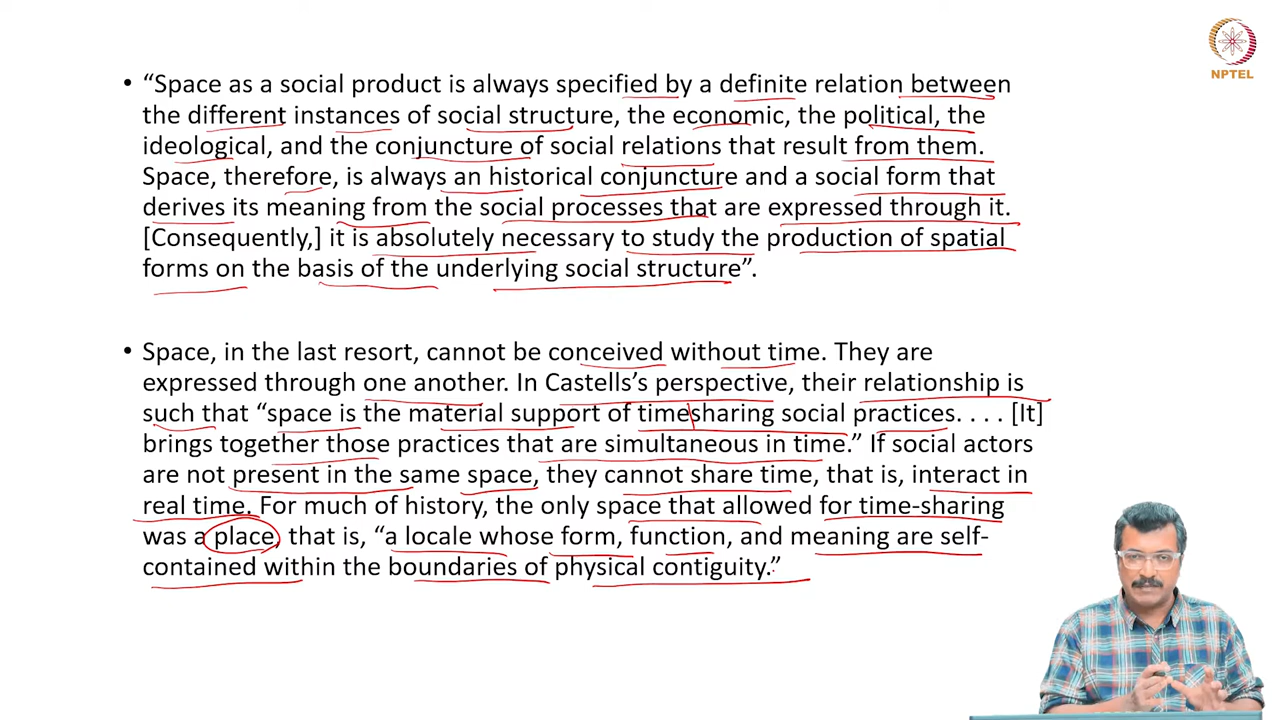 NPTEL
• “Space as a social product is always specified by a definite relation between
the different instances of social structure, the economic, the political, the
ideological, and the conjuncture of social relations that result from them.
Space, therefore, is always an historical conjuncture and a social form that
derives its meaning from the social processes that are expressed through it.
[Consequently,] it is absolutely necessary to study the production of spatial
forms on the basis of the underlying social structure”.
• Space, in the last resort, cannot be conceived without time. They are
expressed through one another. In Castells’s perspective, their relationship is
such that “space is the material support of timesharing social practices. . . . [It]
brings together those practices that are simultaneous in time.” If social actors
are not present in the same space, they cannot share time, that is, interact in
real time. For much of history, the only space that allowed for time-sharing
was a place, that is, “a locale whose form, function, and meaning are self-
contained within the boundaries of physical contiguity.”